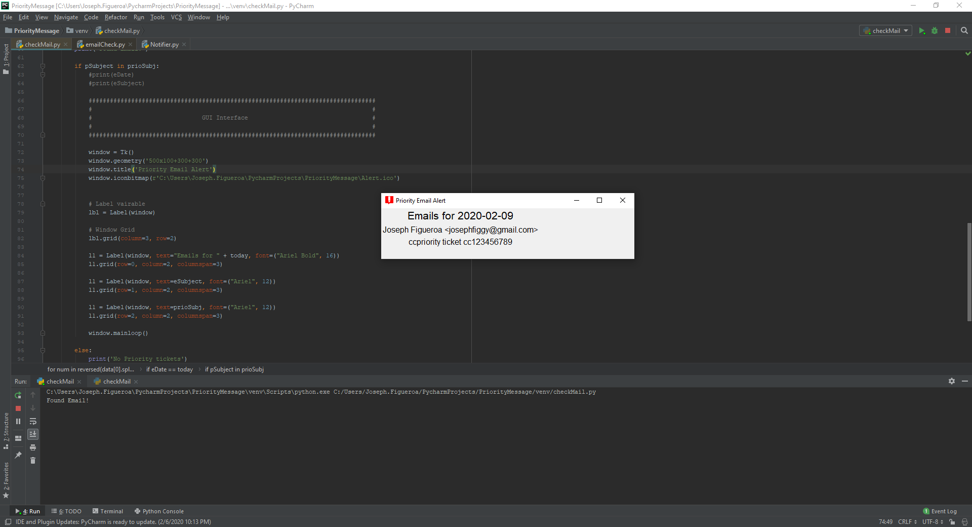 PriorityMessage [C:\Users\Joseph.Figueroa\PycharmProjects\PriorityMessage] - ...\venv\checkMail.py - PyCharm
File Edit View Navigate Code Refactor Run Tools VCS Window Help
PriorityMessage venv checkMail.py
checkMail
checkMail.py emailCheck.py Notifier.py
1: Project
if pSubject in prioSubj:
#print(eDate)
#print(eSubject)
# GUI Interface #
window = Tk()
window.geometry('500x100+300+300')
window.title('Priority Email Alert')
window.iconbitmap(r'C:\Users\Joseph.Figueroa\PycharmProjects\PriorityMessage\Alert.ico')
# Label vairable
lbl = Label(window)
# Window Grid
lbl.grid(column=3, row=2)
ll = Label(window, text="Emails for " + today, font=("Ariel Bold", 16))
ll.grid(row=0, column=2, columnspan=3)
ll = Label(window, text=eSubject, font=("Ariel", 12))
ll.grid(row=1, column=2, columnspan=3)
ll = Label(window, text=prioSubj, font=("Ariel", 12))
ll.grid(row=2, column=2, columnspan=3)
window.mainloop()
else:
print('No Priority tickets')
Priority Email Alert
Emails for 2020-02-09
Joseph Figueroa <josephfiggy@gmail.com>
ccpriority ticket cc123456789
for num in reversed(data[0].spl... if eDate == today if pSubject in prioSubj
Run: checkMail checkMail
C:\Users\Joseph.Figueroa\PycharmProjects\PriorityMessage\venv\Scripts\python.exe C:/Users/Joseph.Figueroa/PycharmProjects/PriorityMessage/venv/checkMail.py
Found Email!
Z: Structure
2: Favorites
4: Run 6: TODO Terminal Python Console
1 Event Log
IDE and Plugin Updates: PyCharm is ready to update. (2/6/2020 10:13 PM)
74:49 CRLF UTF-8